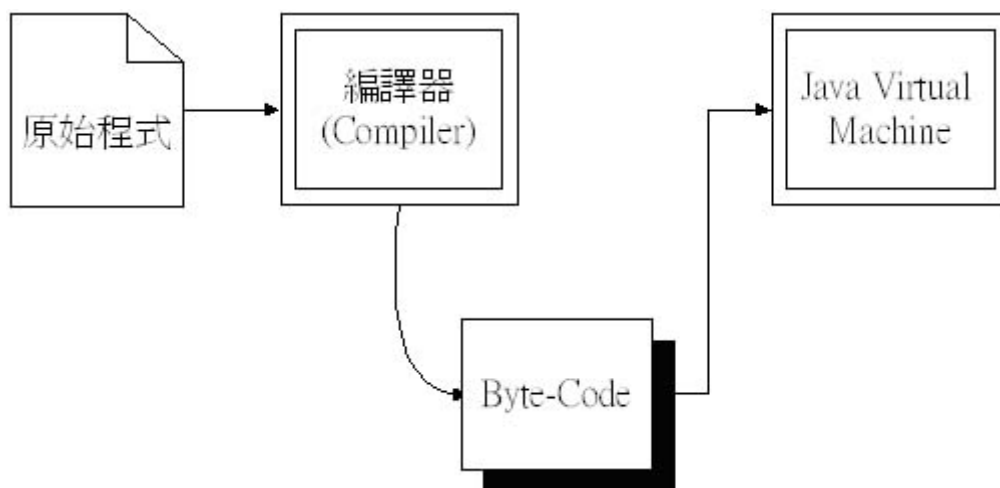 原始程式
編譯器
(Compiler)
Java Virtual
Machine
Byte-Code